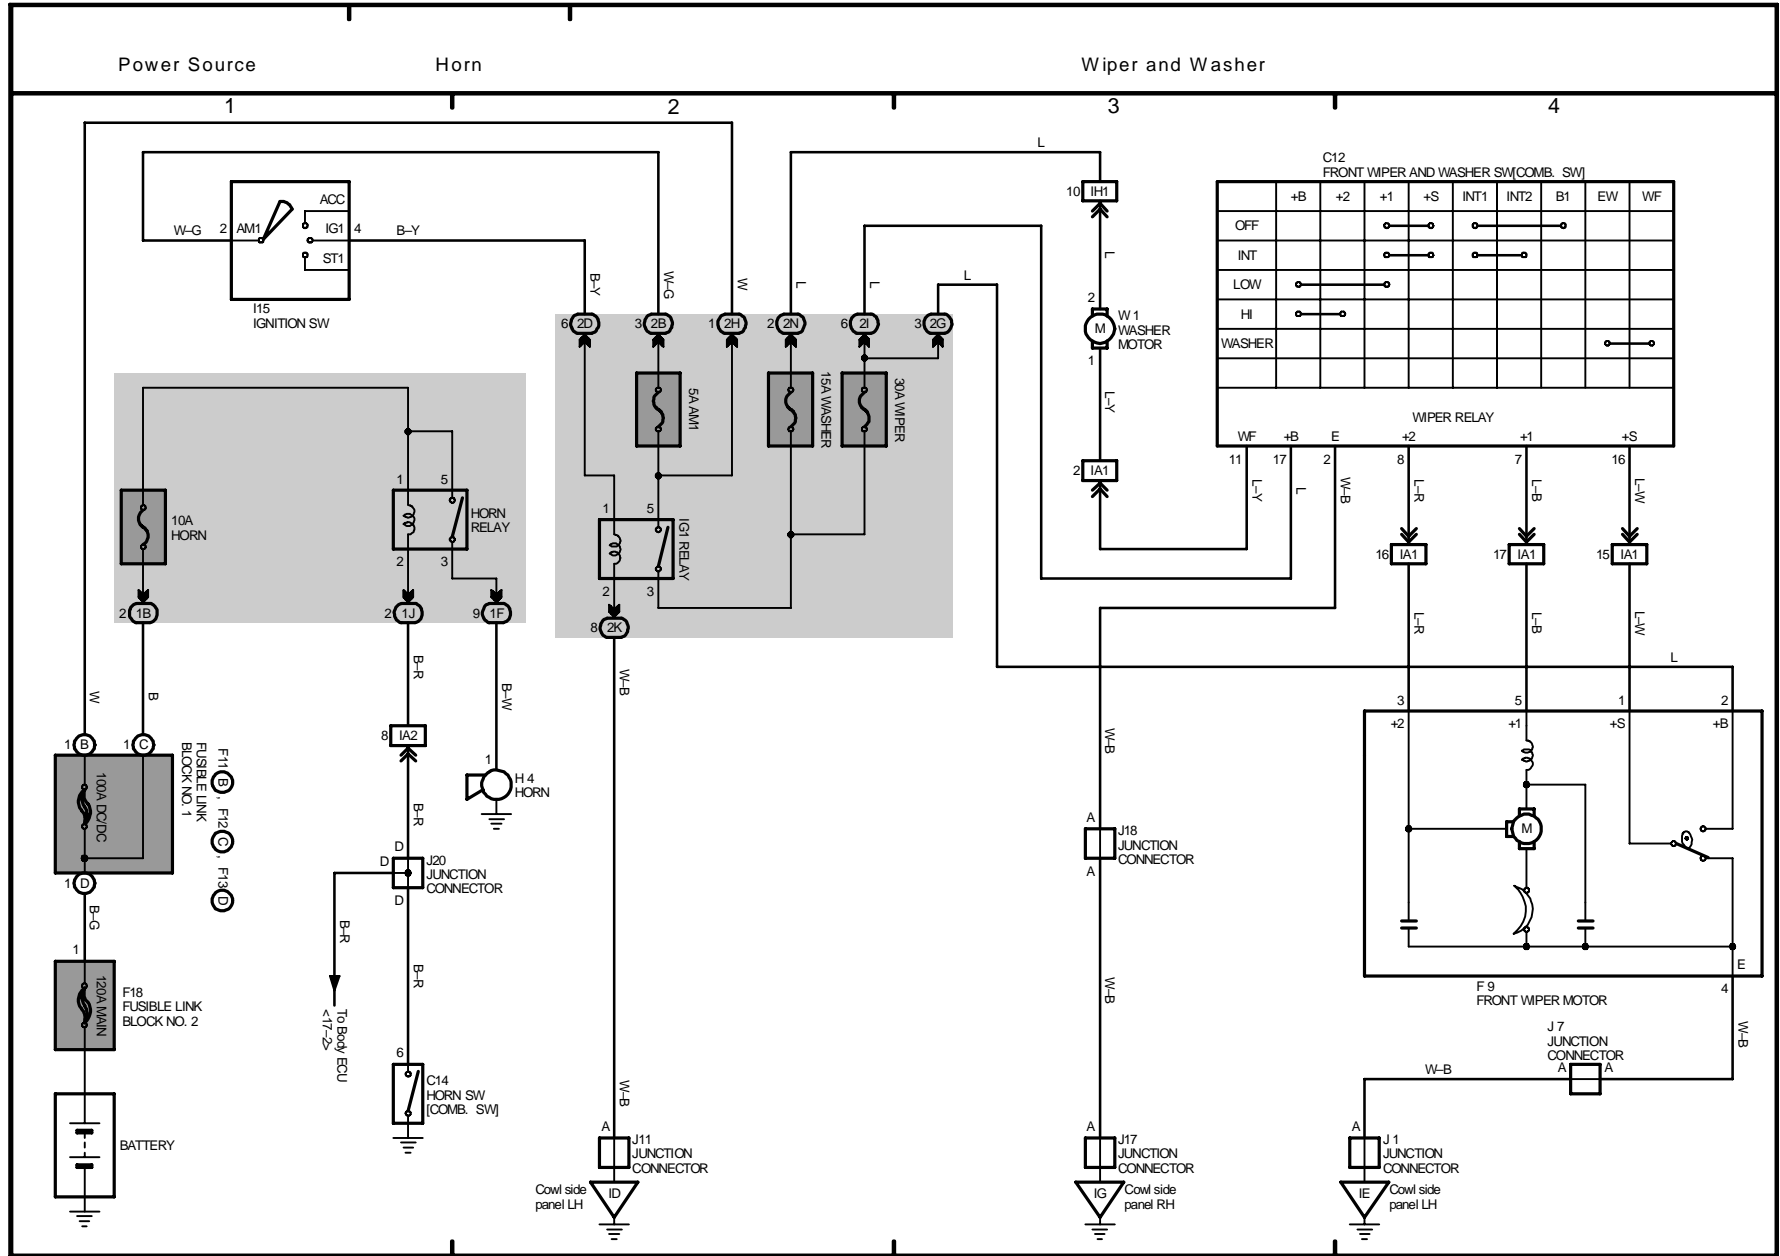 Power Source
Horn
Wiper and Washer
1
2
3
4
W–G
2
AM1
ACC
IG1
ST1
4
B–Y
I15
IGNITION SW
B–Y
W–G
W
L
L
L
L
6
2D
3
2B
1
2H
2
2N
6
2I
3
2G
5A AM1
15A WASHER
30A WIPER
1
5
2
3
IG1 RELAY
8
2K
10A
HORN
1
5
2
3
HORN
RELAY
2
1B
2
1J
9
1F
W
B
B–R
B–W
1
B
1
C
100A DC/DC
FUSIBLE LINK
BLOCK NO. 1
F11 B , F12 C , F13 D
1
D
B–G
1
120A MAIN
F18
FUSIBLE LINK
BLOCK NO. 2
BATTERY
8
IA2
B–R
1
H 4
HORN
D
D
D
J20
JUNCTION
CONNECTOR
B–R
B–R
To Body ECU
<17–2>
6
C14
HORN SW
[COMB. SW]
W–B
W–B
A
J11
JUNCTION
CONNECTOR
Cowl side
panel LH
ID
10
IH1
L
2
M
W 1
WASHER
MOTOR
1
L–Y
2
IA1
C12
FRONT WIPER AND WASHER SW[COMB. SW]
+B +2 +1 +S INT1 INT2 B1 EW WF
OFF
INT
LOW
HI
WASHER
WIPER RELAY
WF +B E +2 +1 +S
11 17 2 8 7 16
L–Y
L
W–B
L–R
L–B
L–W
16
IA1
17
IA1
15
IA1
L–R
L–B
L–W
L
3 5 1 2
+2 +1 +S +B
M
E
4
F 9
FRONT WIPER MOTOR
W–B
A
J18
JUNCTION
CONNECTOR
A
W–B
A
J17
JUNCTION
CONNECTOR
IG
Cowl side
panel RH
J 7
JUNCTION
CONNECTOR
A
A
W–B
W–B
A
J 1
JUNCTION
CONNECTOR
IE
Cowl side
panel LH